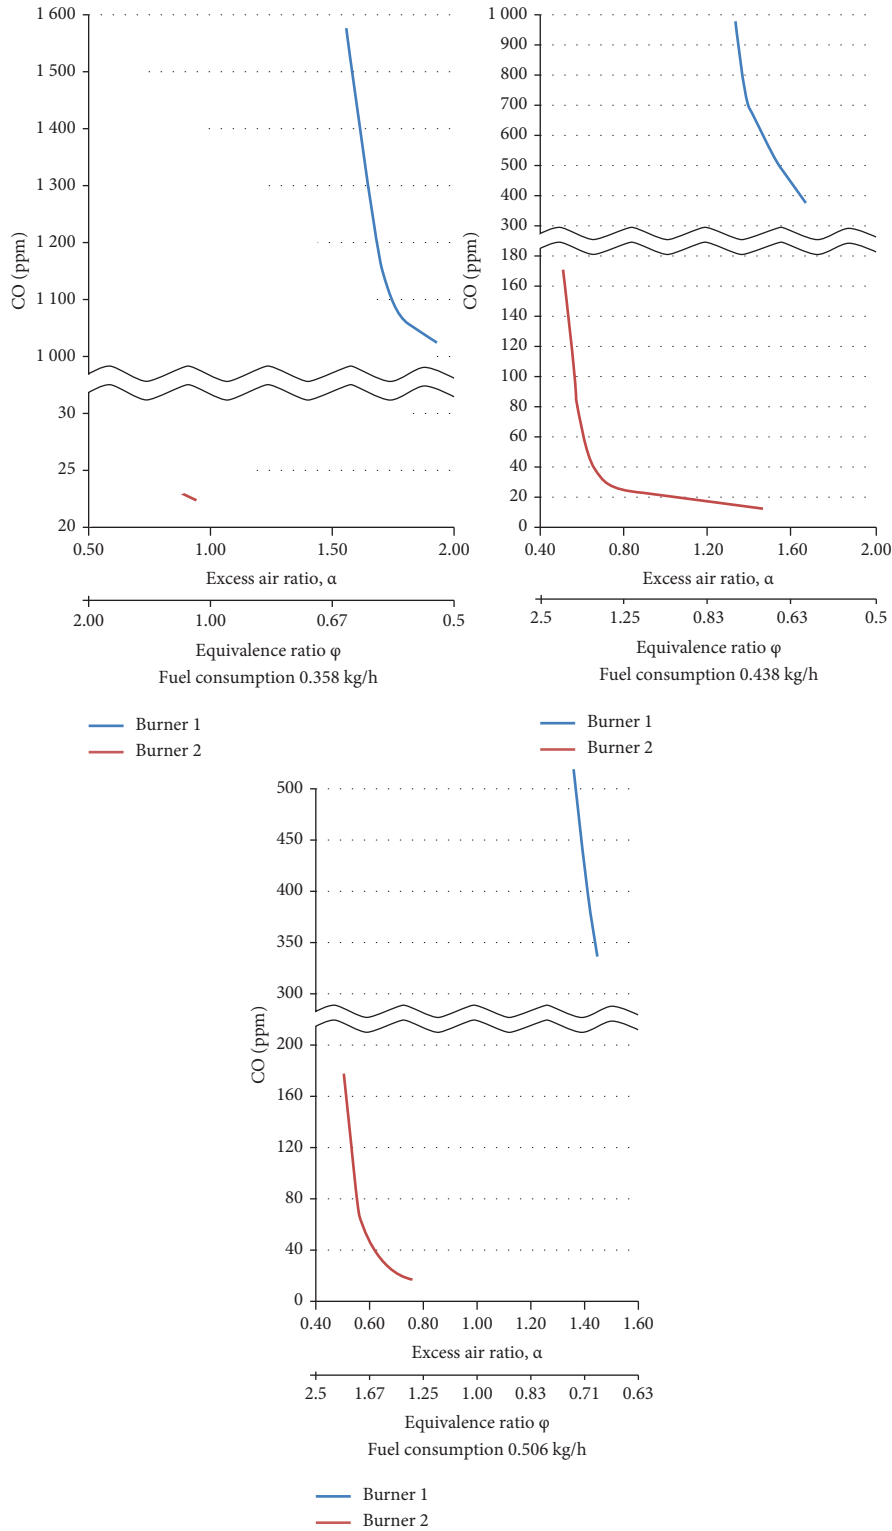 1 600
1 500
1 400
1 300
1 200
1 100
1 000
30
25
20
CO (ppm)
0.50 1.00 1.50 2.00
Excess air ratio, α
2.00 1.00 0.67 0.5
Equivalence ratio φ
Fuel consumption 0.358 kg/h
Burner 1
Burner 2
1 000
900
800
700
600
500
400
300
180
160
140
120
100
80
60
40
20
0
CO (ppm)
0.40 0.80 1.20 1.60 2.00
Excess air ratio, α
2.5 1.25 0.83 0.63 0.5
Equivalence ratio φ
Fuel consumption 0.438 kg/h
Burner 1
Burner 2
500
450
400
350
300
200
160
120
80
40
0
CO (ppm)
0.40 0.60 0.80 1.00 1.20 1.40 1.60
Excess air ratio, α
2.5 1.67 1.25 1.00 0.83 0.71 0.63
Equivalence ratio φ
Fuel consumption 0.506 kg/h
Burner 1
Burner 2